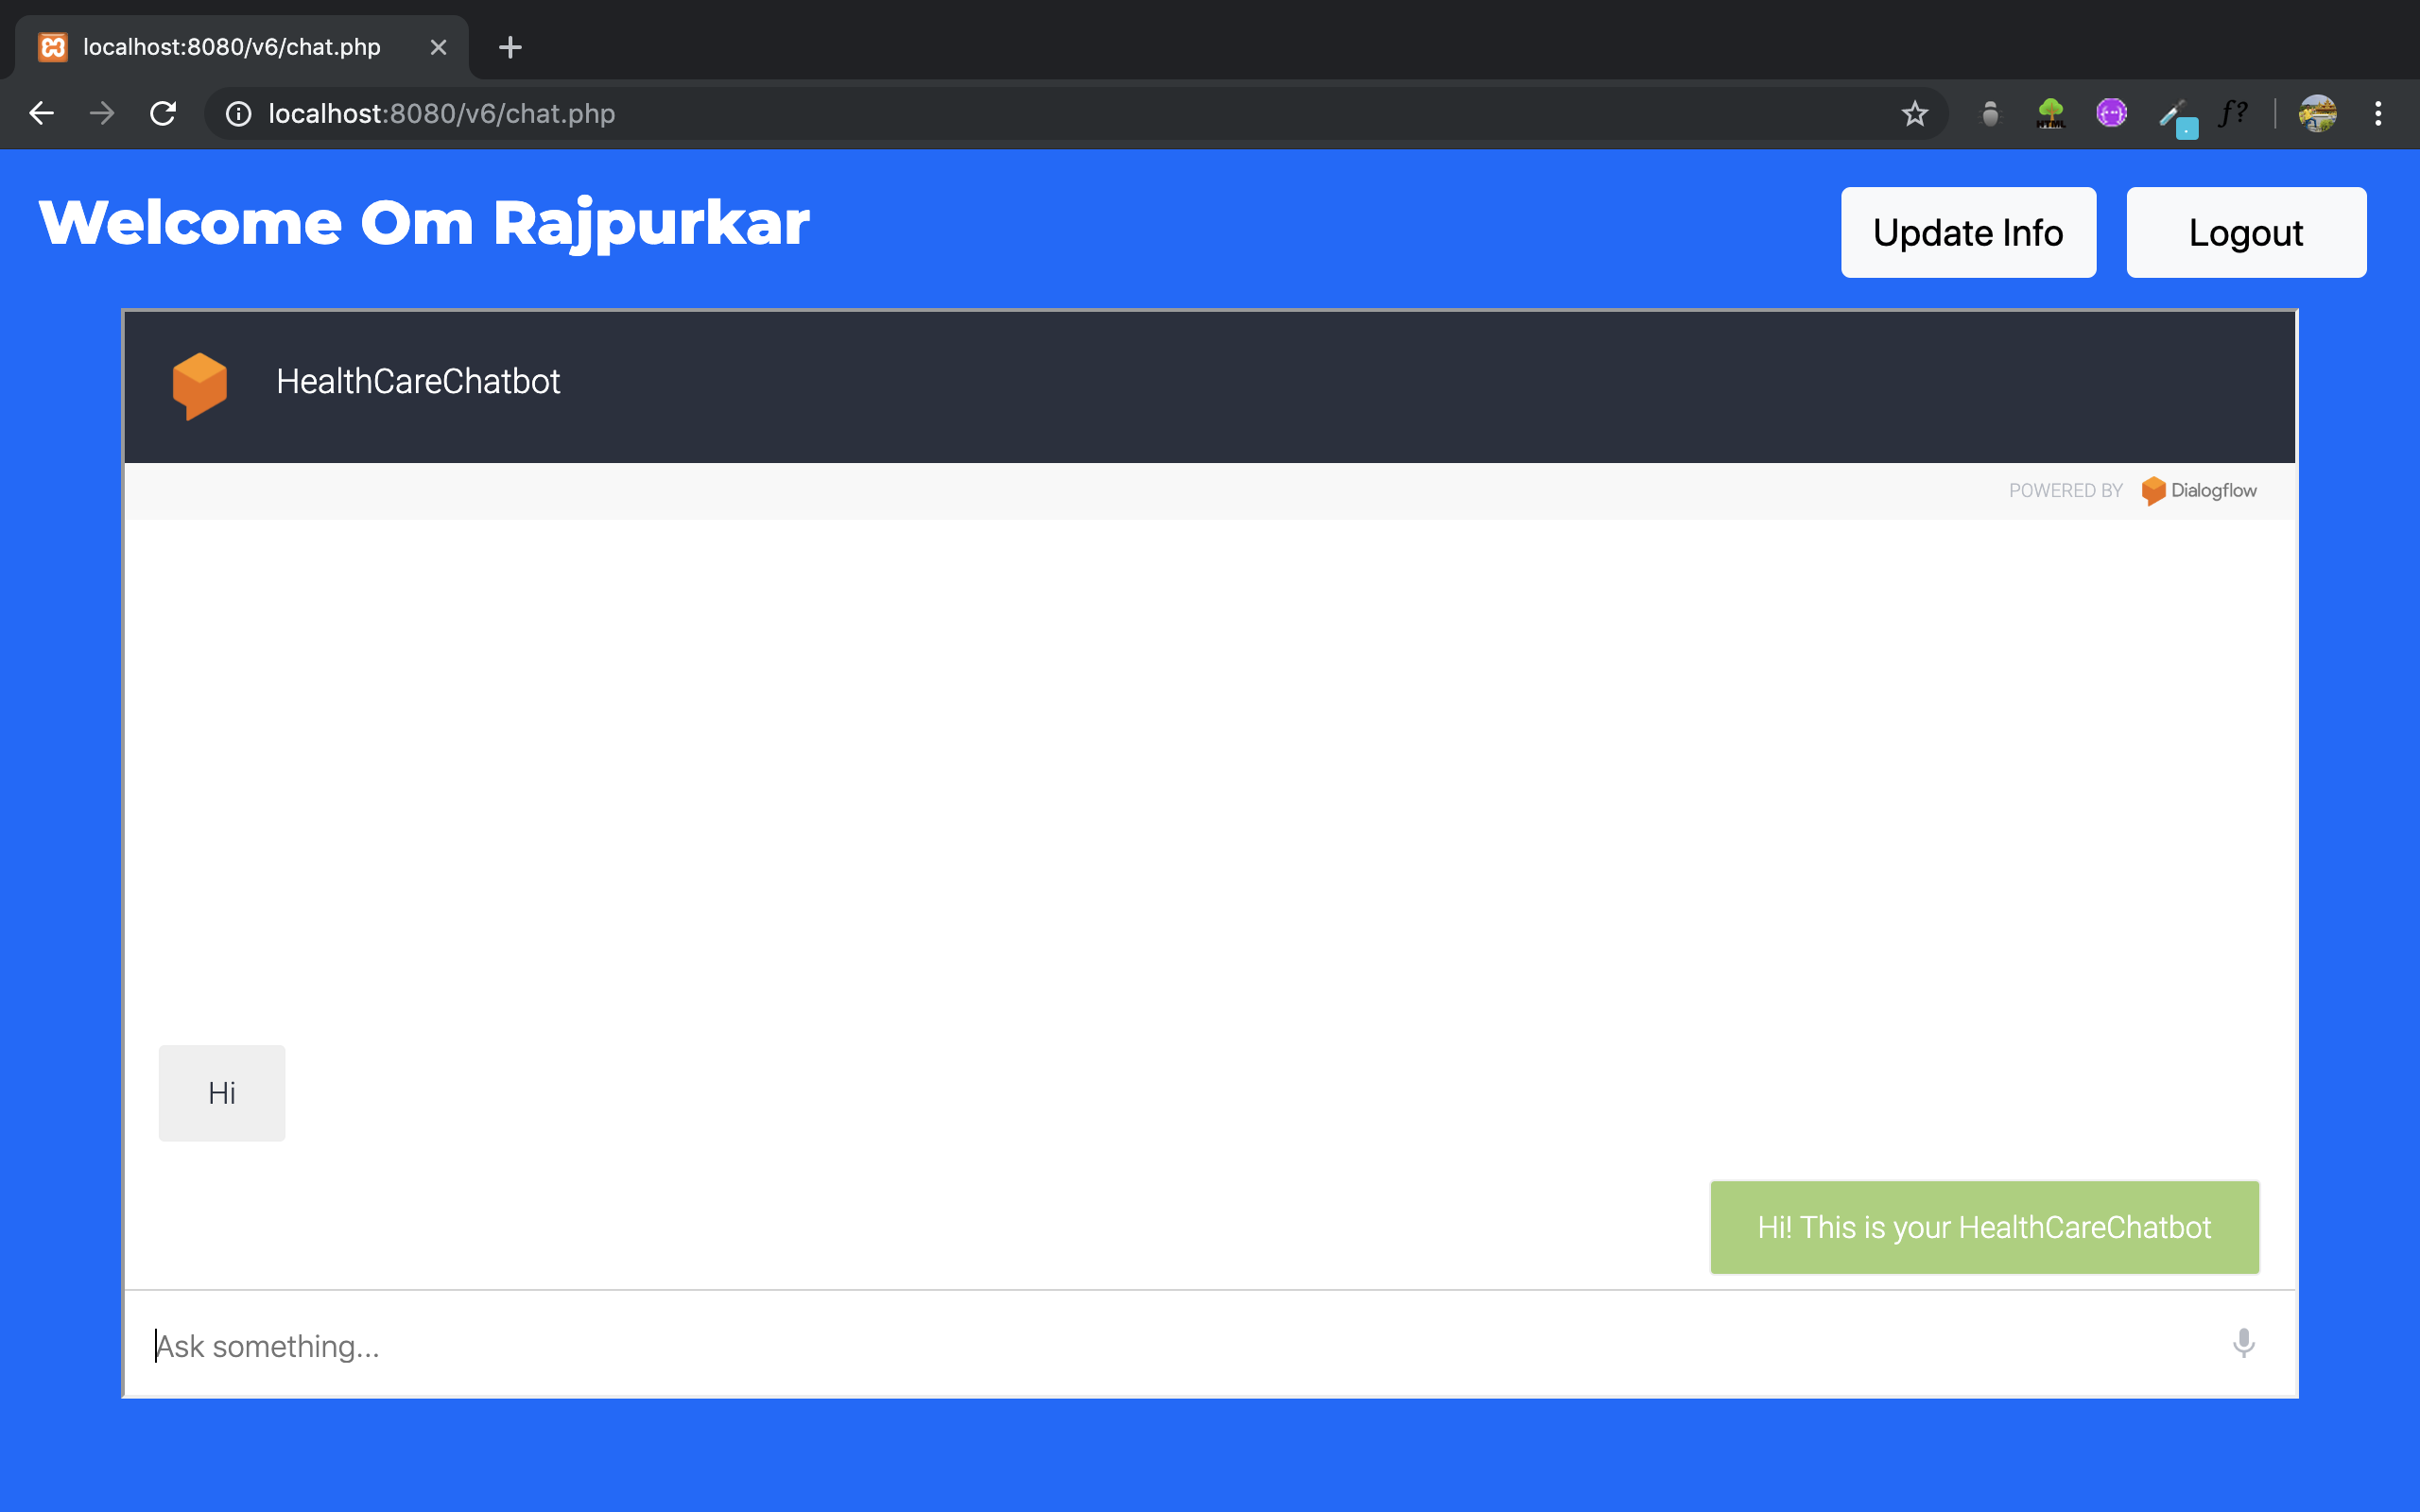 localhost:8080/v6/chat.php
localhost:8080/v6/chat.php
HTML
f?
Welcome Om Rajpurkar
Update Info
Logout
HealthCareChatbot
POWERED BY Dialogflow
Hi
Hi! This is your HealthCareChatbot
Ask something...